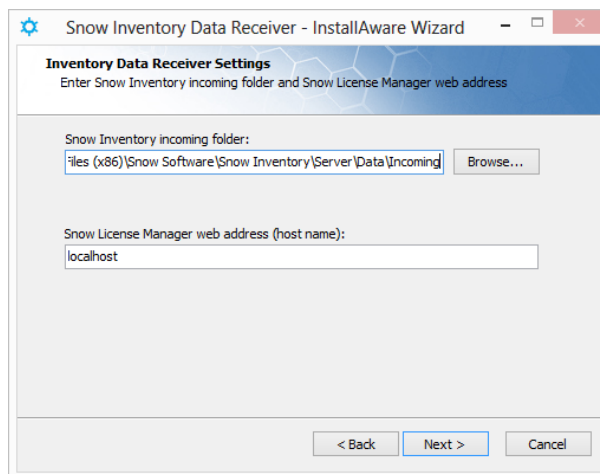 Snow Inventory Data Receiver - InstallAware Wizard
Inventory Data Receiver Settings
Enter Snow Inventory incoming folder and Snow License Manager web address
Snow Inventory incoming folder:
Files (x86)\Snow Software\Snow Inventory\Server\Data\Incoming
Browse...
Snow License Manager web address (host name):
localhost
< Back
Next >
Cancel